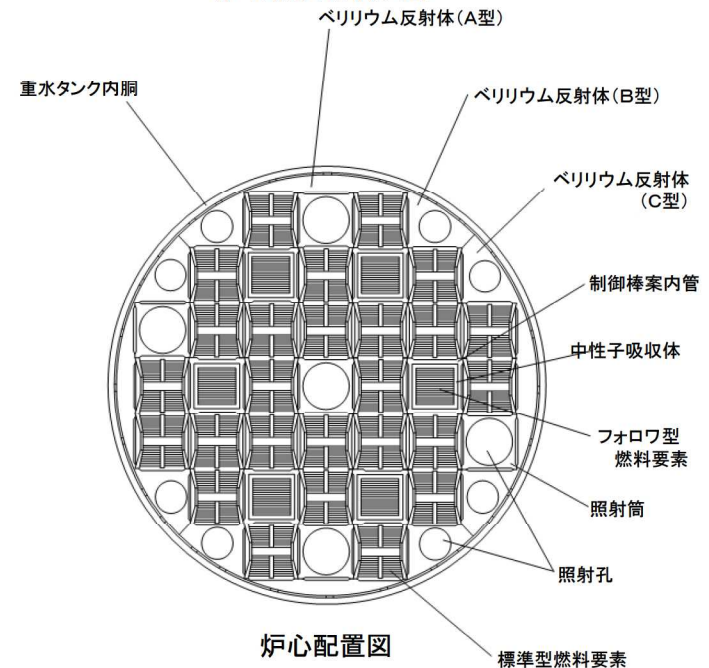 ベリリウム反射体(A型)
重水タンク内胴
ベリリウム反射体(B型)
ベリリウム反射体
(C型)
制御棒案内管
中性子吸収体
フォロワ型
燃料要素
照射筒
照射孔
炉心配置図
標準型燃料要素